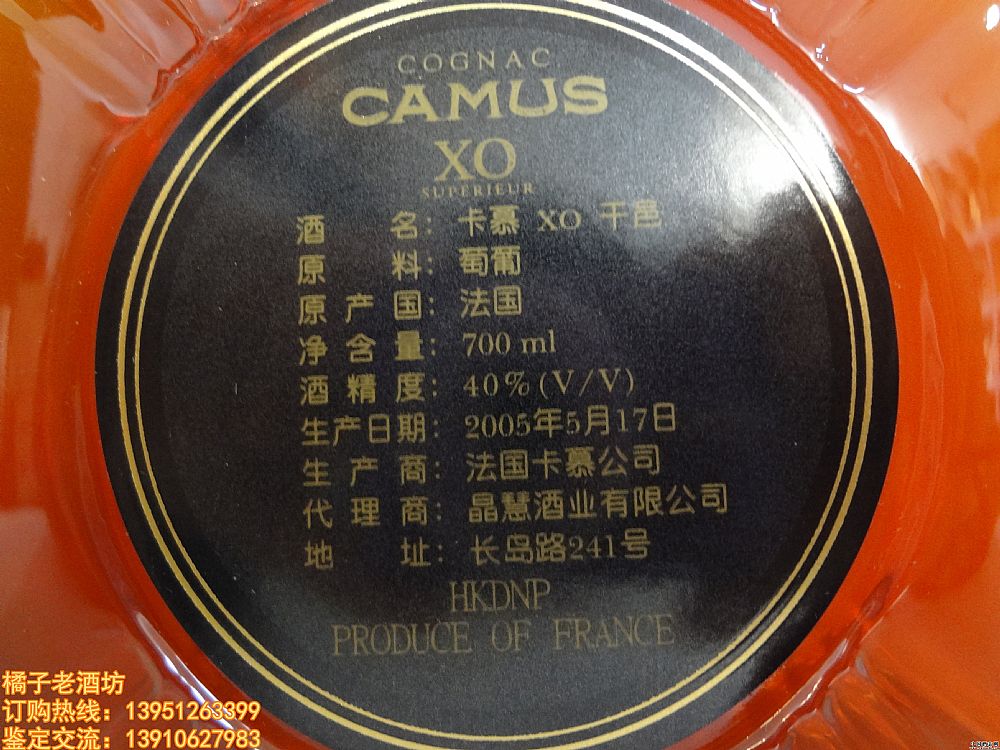 COGNAC
CAMUS
XO
SUPERIEUR
酒 名: 卡慕 XO 干邑
原 料: 葡萄
原产国: 法国
净含量: 700 ml
酒精度: 40%(V/V)
生产日期: 2005年5月17日
生产商: 法国卡慕公司
代理商: 晶慧酒业有限公司
地 址: 长岛路241号
HKDNP
PRODUCE OF FRANCE
橘子老酒坊
订购热线：13951263399
鉴定交流：13910627983